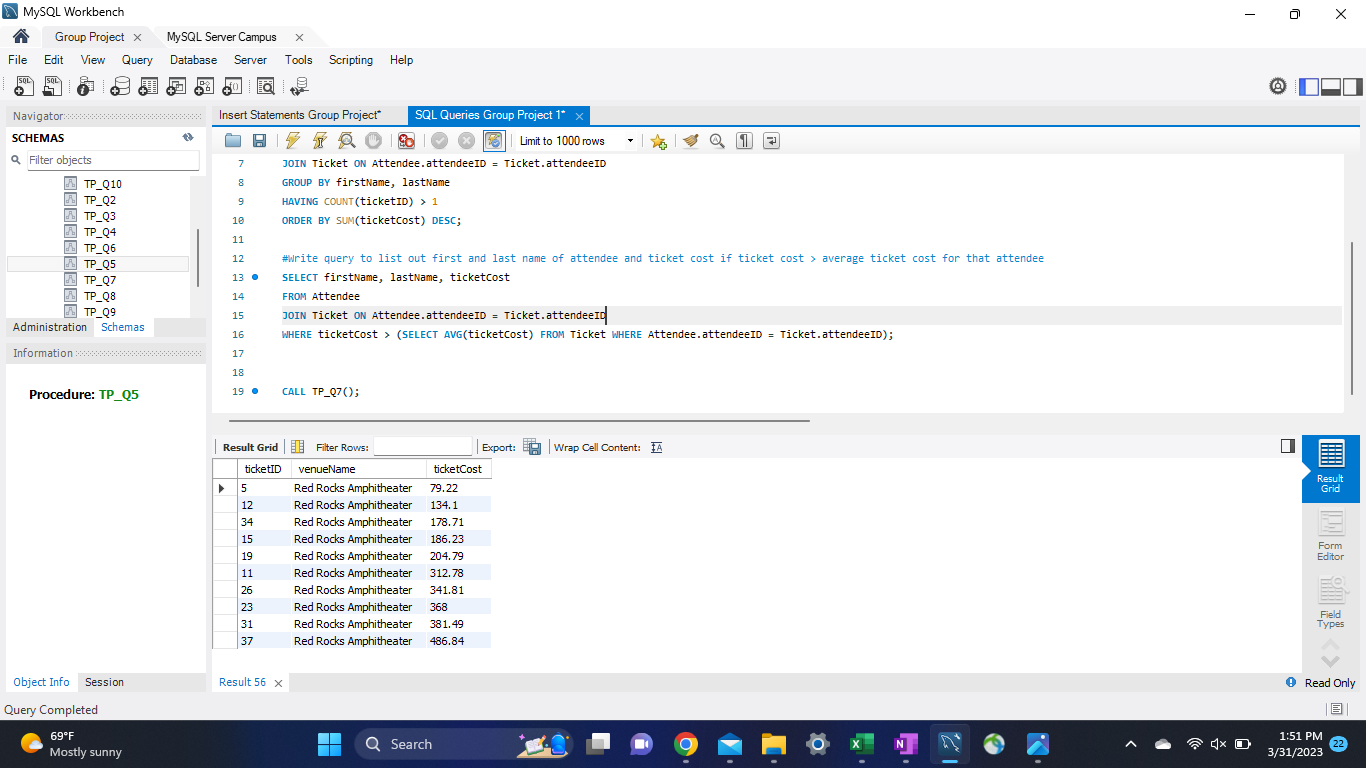 MySQL Workbench
Group Project
MySQL Server Campus
File Edit View Query Database Server Tools Scripting Help
Navigator
SCHEMAS
Filter objects
TP_Q10
TP_Q2
TP_Q3
TP_Q4
TP_Q6
TP_Q5
TP_Q7
TP_Q8
TP_Q9
Administration Schemas
Information
Procedure: TP_Q5
Object Info Session
Insert Statements Group Project* SQL Queries Group Project 1*
Limit to 1000 rows
7 JOIN Ticket ON Attendee.attendeeID = Ticket.attendeeID
8 GROUP BY firstName, lastName
9 HAVING COUNT(ticketID) > 1
10 ORDER BY SUM(ticketCost) DESC;
11
12 #Write query to list out first and last name of attendee and ticket cost if ticket cost > average ticket cost for that attendee
13 SELECT firstName, lastName, ticketCost
14 FROM Attendee
15 JOIN Ticket ON Attendee.attendeeID = Ticket.attendeeID
16 WHERE ticketCost > (SELECT AVG(ticketCost) FROM Ticket WHERE Attendee.attendeeID = Ticket.attendeeID);
17
18
19 CALL TP_Q7();
Result Grid Filter Rows: Export: Wrap Cell Content:
ticketID venueName ticketCost
5 Red Rocks Amphitheater 79.22
12 Red Rocks Amphitheater 134.1
34 Red Rocks Amphitheater 178.71
15 Red Rocks Amphitheater 186.23
19 Red Rocks Amphitheater 204.79
11 Red Rocks Amphitheater 312.78
26 Red Rocks Amphitheater 341.81
23 Red Rocks Amphitheater 368
31 Red Rocks Amphitheater 381.49
37 Red Rocks Amphitheater 486.84
Result
Grid
Form
Editor
Field
Types
Result 56
Read Only
Query Completed
69°F
Mostly sunny
Search
1:51 PM
3/31/2023
22